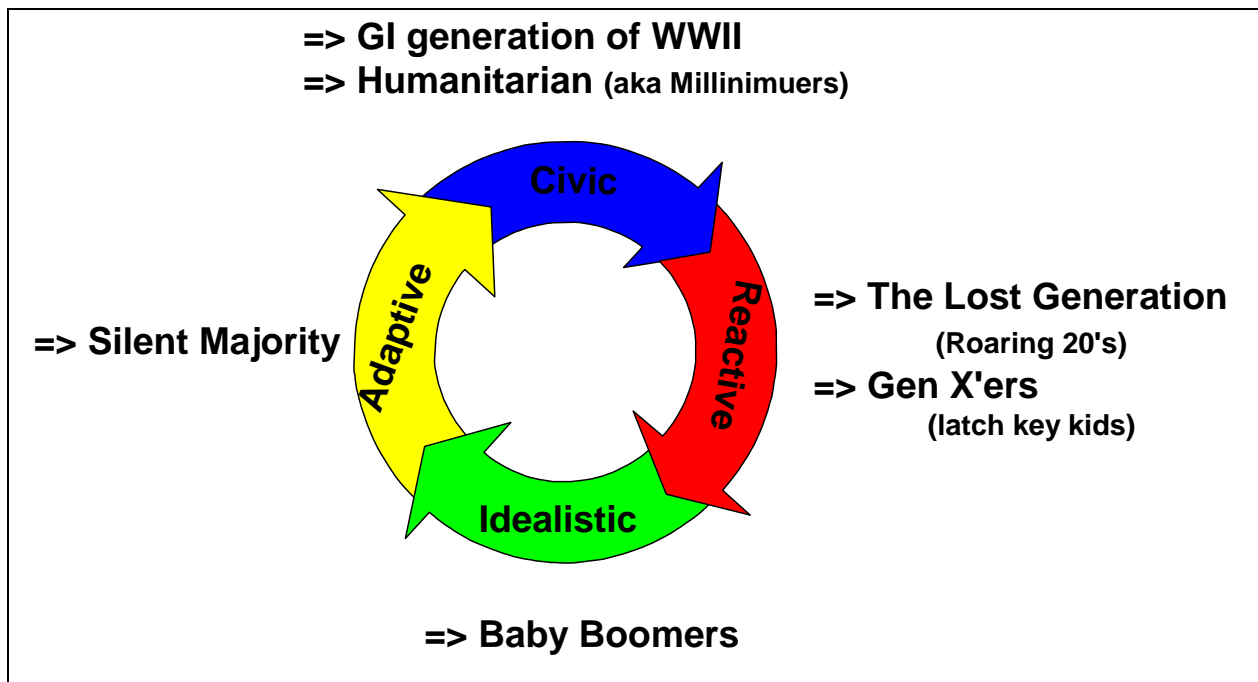 => GI generation of WWII
=> Humanitarian (aka Millinimuers)
Civic
Adaptive
Reactive
=> The Lost Generation
(Roaring 20's)
=> Silent Majority
=> Gen X'ers
(latch key kids)
Idealistic
=> Baby Boomers